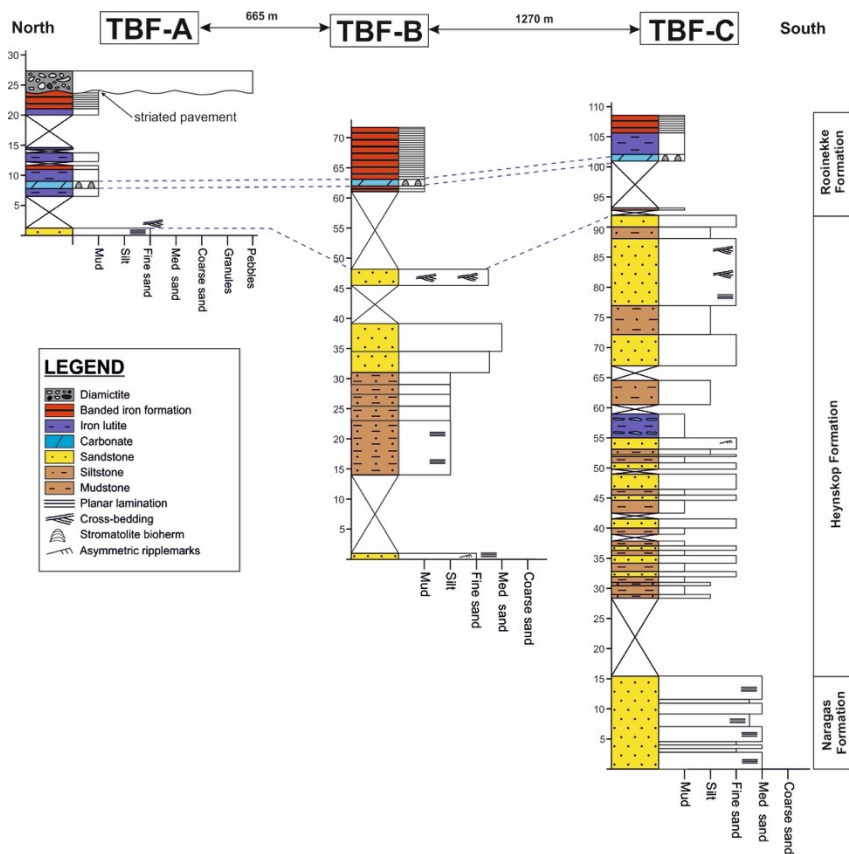 North
TBF-A
665 m
TBF-B
1270 m
TBF-C
South
30
25
20
15
10
5
striated pavement
Mud
Silt
Fine sand
Med sand
Coarse sand
Granules
Pebbles
LEGEND
Diamictite
Banded iron formation
Iron lutite
Carbonate
Sandstone
Siltstone
Mudstone
Planar lamination
Cross-bedding
Stromatolite bioherm
Asymmetric ripplemarks
70
65
60
55
50
45
40
35
30
25
20
15
10
5
Mud
Silt
Fine sand
Med sand
Coarse sand
110
105
100
95
90
85
80
75
70
65
60
55
50
45
40
35
30
25
20
15
10
5
Mud
Silt
Fine sand
Med sand
Coarse sand
Rooinekke
Formation
Heynskop Formation
Naragas
Formation